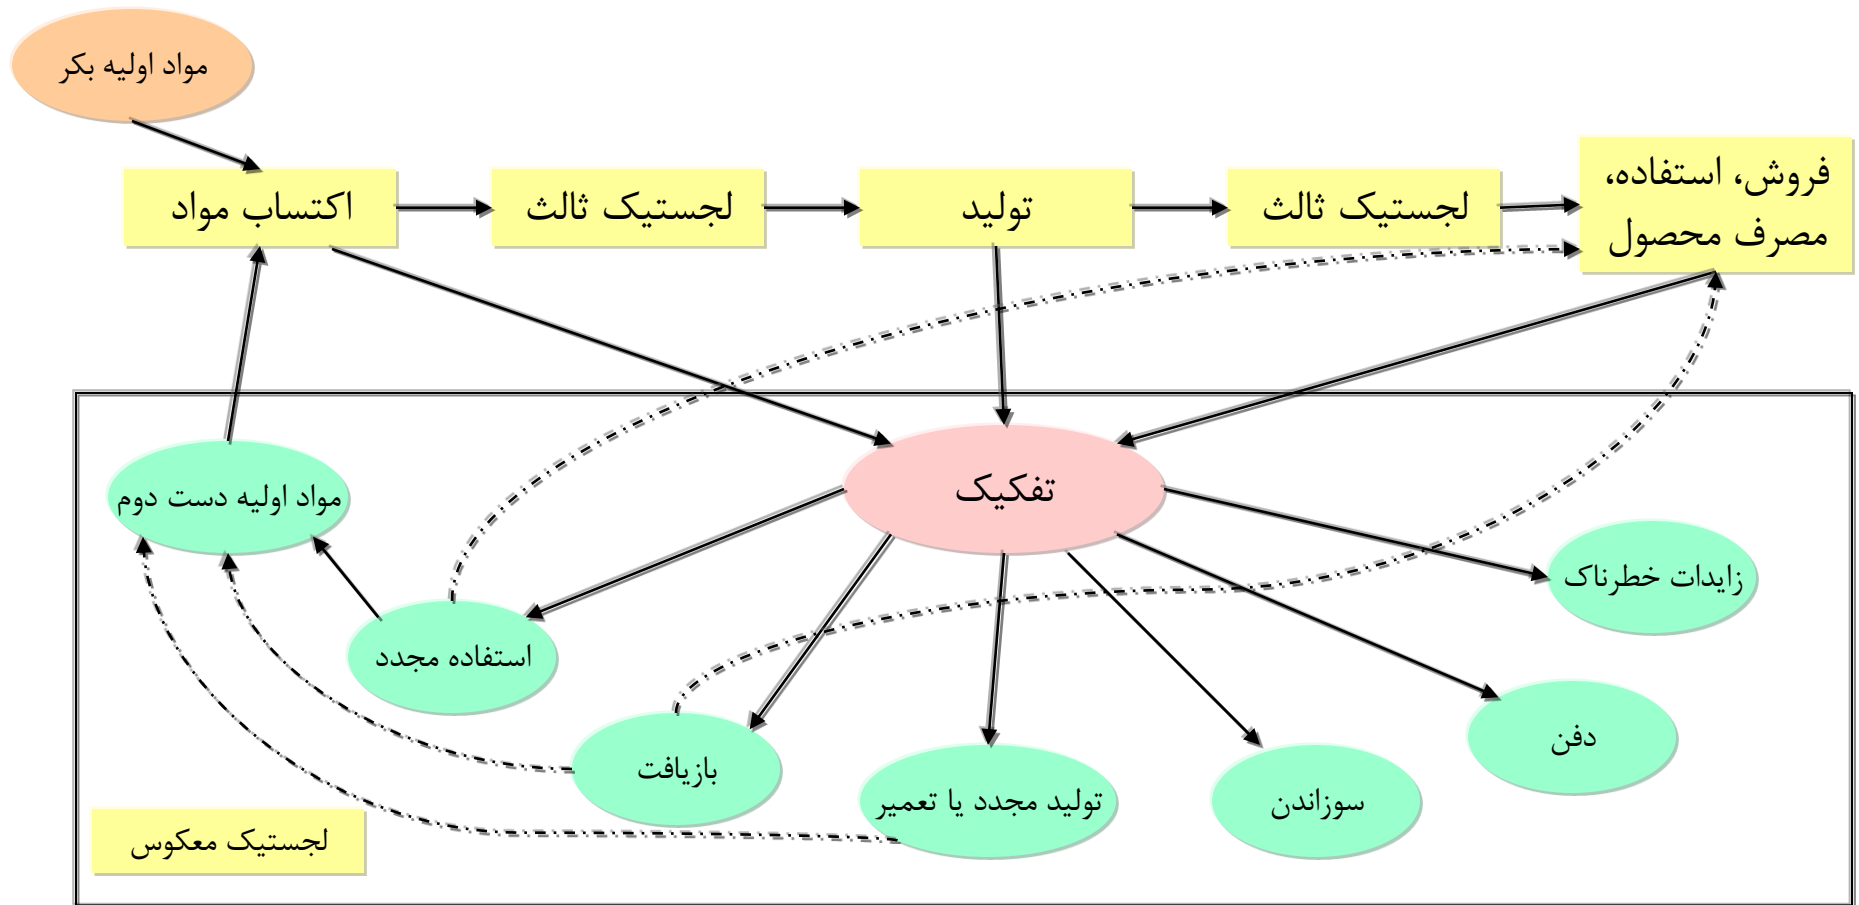 مواد اولیه بکر
اکتساب مواد
لجستیک ثالث
تولید
لجستیک ثالث
فروش، استفاده،
مصرف محصول
تفکیک
مواد اولیه دست دوم
استفاده مجدد
بازیافت
تولید مجدد یا تعمیر
سوزاندن
دفن
زایدات خطرناک
لجستیک معکوس